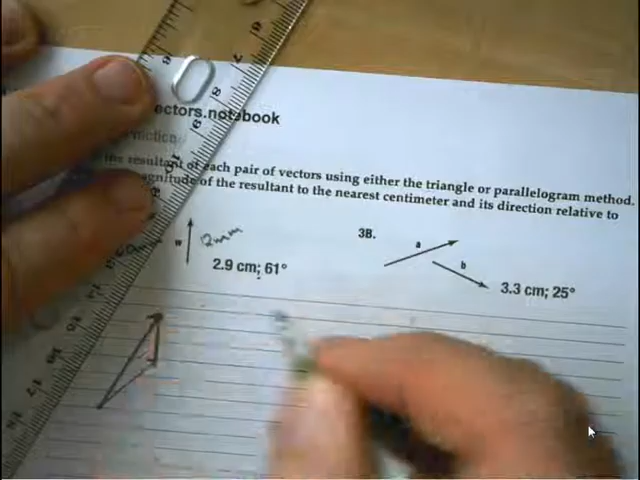 ectors.notebook
ractice
the resultant of each pair of vectors using either the triangle or parallelogram method.
agnitude of the resultant to the nearest centimeter and its direction relative to
w
3B.
a
b
2.9 cm; 61°
3.3 cm; 25°